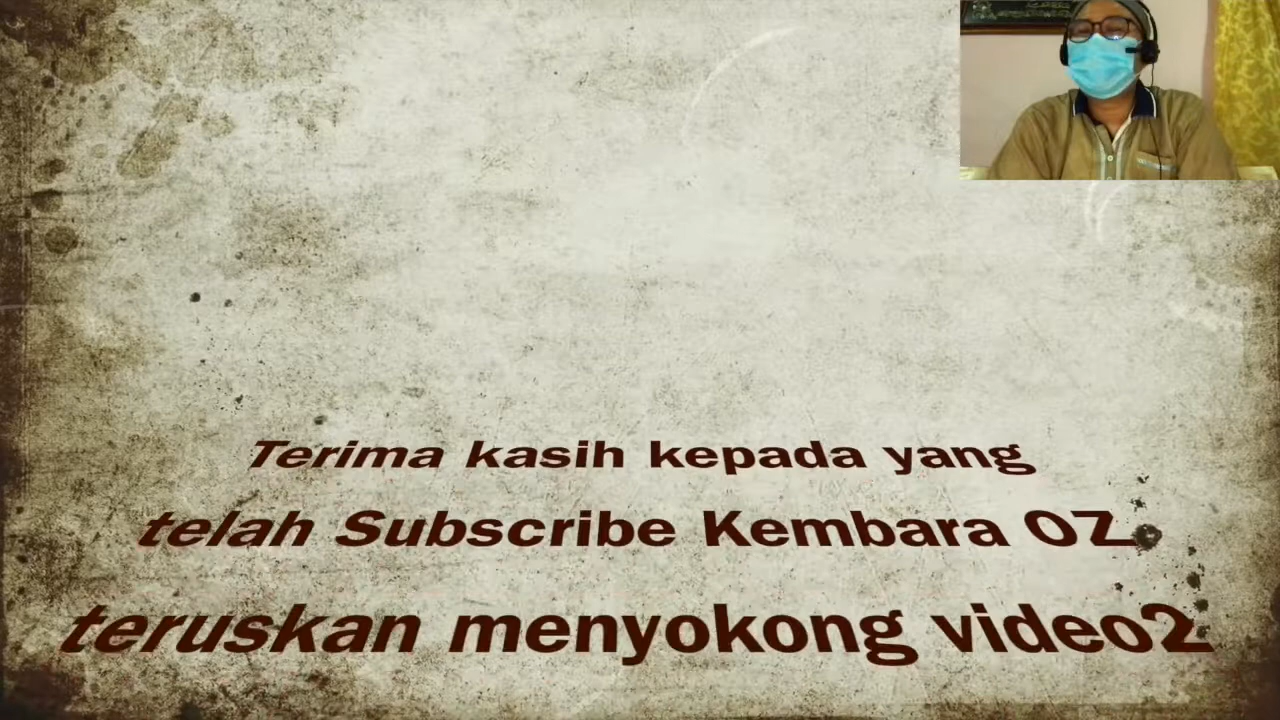 Terima kasih kepada yang
telah Subscribe Kembara OZ
teruskan menyokong video2